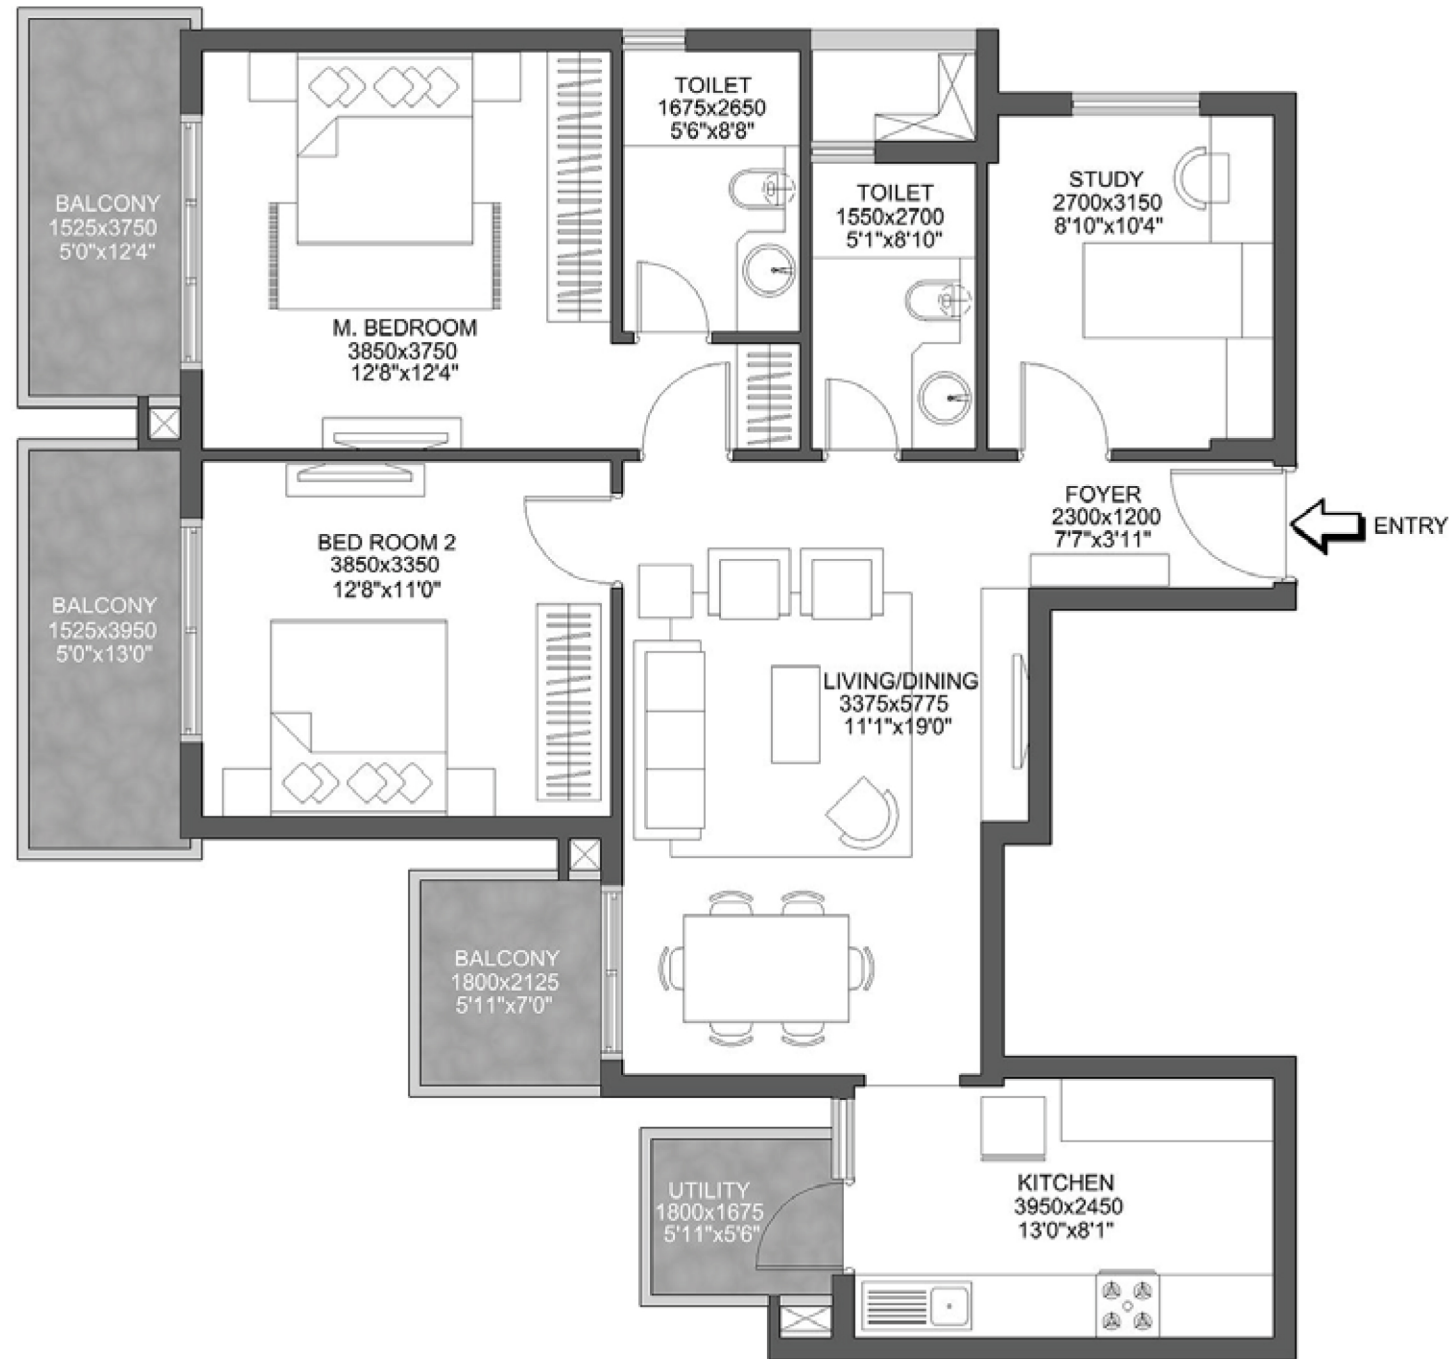 TOILET
1675x2650
5'6"x8'8"
BALCONY
1525x3750
5'0"x12'4"
TOILET
1550x2700
5'1"x8'10"
STUDY
2700x3150
8'10"x10'4"
M. BEDROOM
3850x3750
12'8"x12'4"
FOYER
2300x1200
7'7"x3'11"
ENTRY
BED ROOM 2
3850x3350
12'8"x11'0"
BALCONY
1525x3950
5'0"x13'0"
LIVING/DINING
3375x5775
11'1"x19'0"
BALCONY
1800x2125
5'11"x7'0"
UTILITY
1800x1675
5'11"x5'6"
KITCHEN
3950x2450
13'0"x8'1"